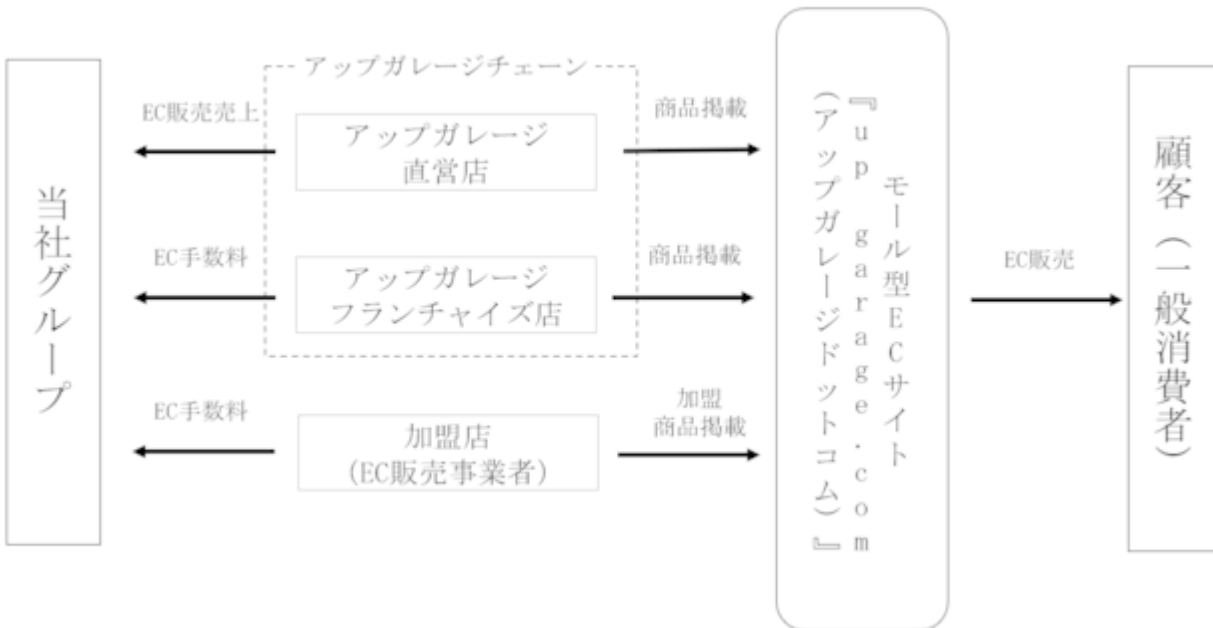 アップガレージチェーン
当社グループ
EC販売売上
アップガレージ
直営店
商品掲載
EC手数料
アップガレージ
フランチャイズ店
商品掲載
EC手数料
加盟店
(EC販売事業者)
加盟
商品掲載
モール型ECサイト
『up garage.com
(アップガレージドットコム)』
EC販売
顧客(一般消費者)